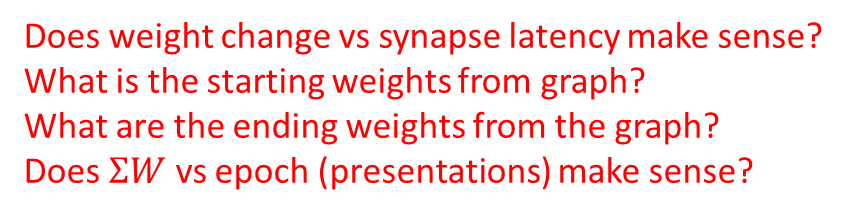 Does weight change vs synapse latency make sense?
What is the starting weights from graph?
What are the ending weights from the graph?
Does ΣW vs epoch (presentations) make sense?